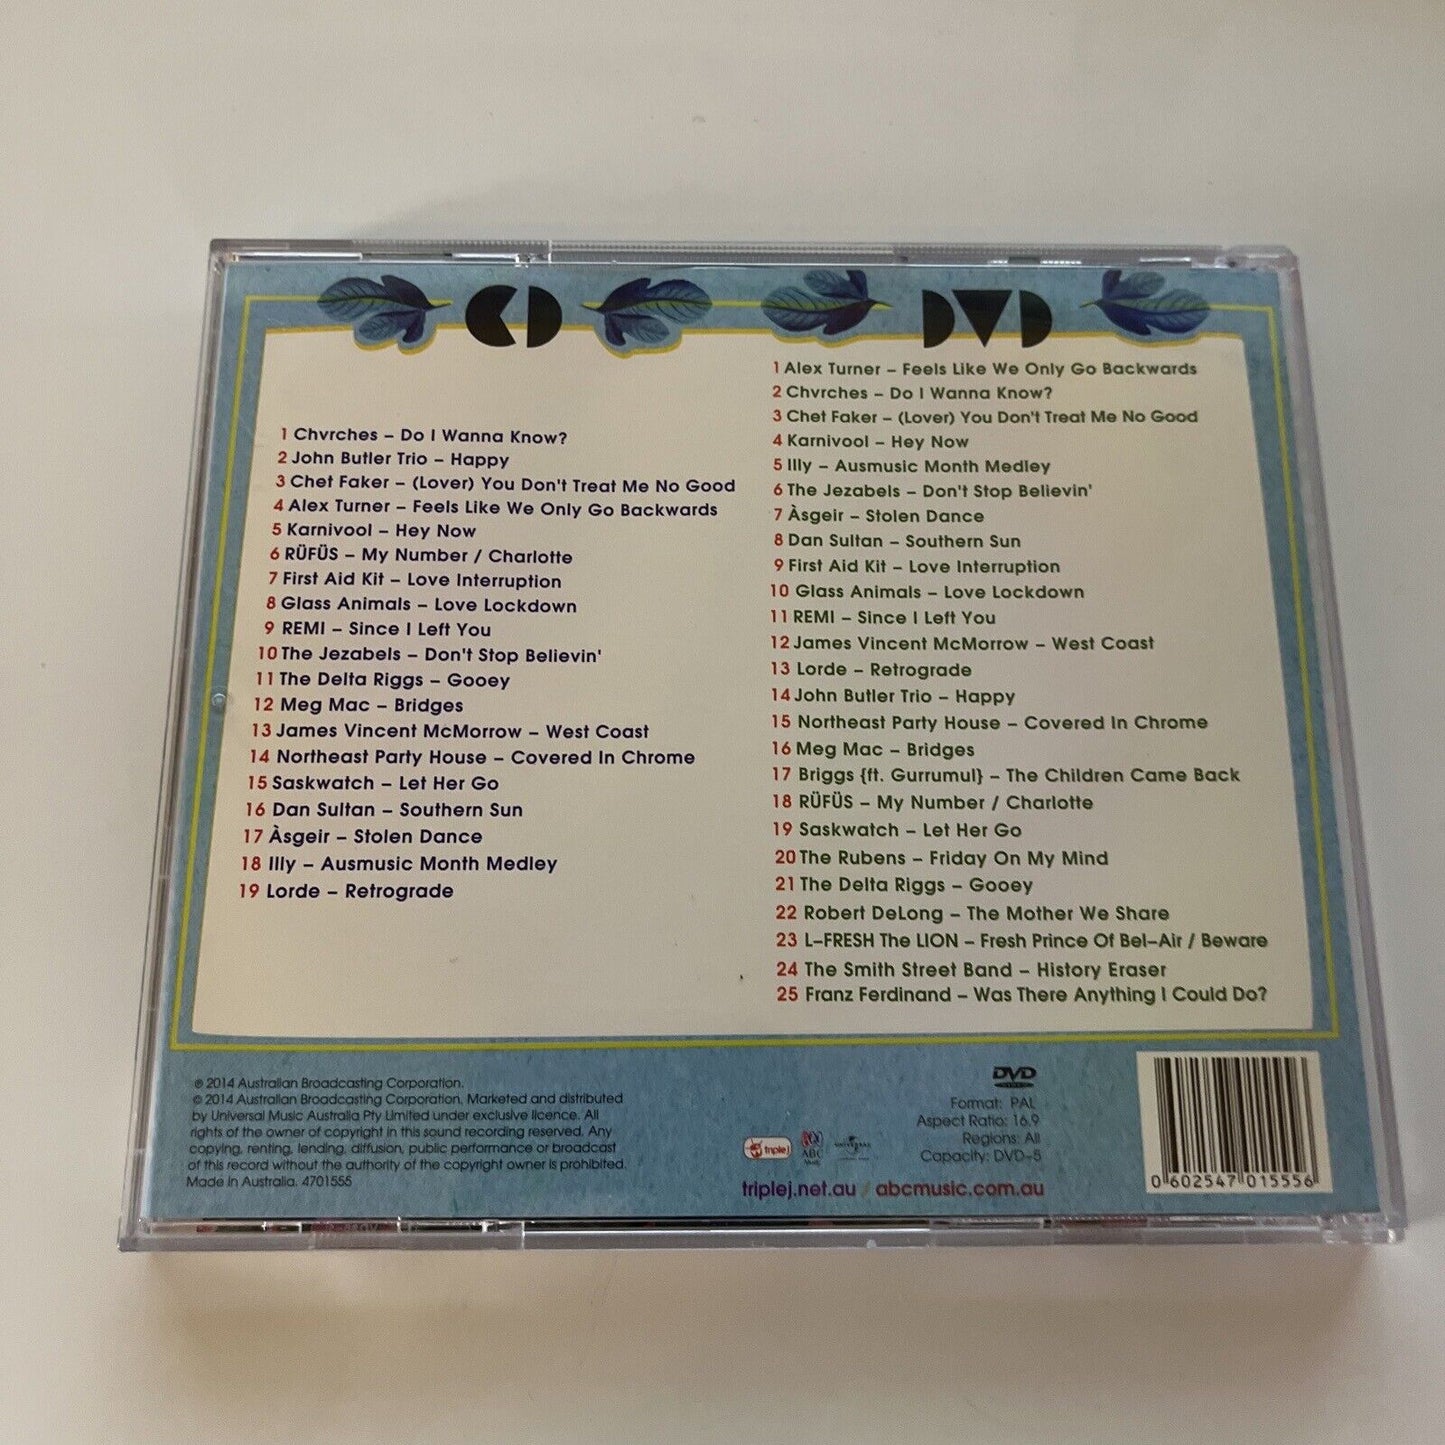 CD
1 Chvrches – Do I Wanna Know?
2 John Butler Trio – Happy
3 Chet Faker – (Lover) You Don't Treat Me No Good
4 Alex Turner – Feels Like We Only Go Backwards
5 Karnivool – Hey Now
6 RÜFÜS – My Number / Charlotte
7 First Aid Kit – Love Interruption
8 Glass Animals – Love Lockdown
9 REMI – Since I Left You
10 The Jezabels – Don't Stop Believin'
11 The Delta Riggs – Gooey
12 Meg Mac – Bridges
13 James Vincent McMorrow – West Coast
14 Northeast Party House – Covered In Chrome
15 Saskwatch – Let Her Go
16 Dan Sultan – Southern Sun
17 Àsgeir – Stolen Dance
18 Illy – Ausmusic Month Medley
19 Lorde – Retrograde
DVD
1 Alex Turner – Feels Like We Only Go Backwards
2 Chvrches – Do I Wanna Know?
3 Chet Faker – (Lover) You Don't Treat Me No Good
4 Karnivool – Hey Now
5 Illy – Ausmusic Month Medley
6 The Jezabels – Don't Stop Believin'
7 Àsgeir – Stolen Dance
8 Dan Sultan – Southern Sun
9 First Aid Kit – Love Interruption
10 Glass Animals – Love Lockdown
11 REMI – Since I Left You
12 James Vincent McMorrow – West Coast
13 Lorde – Retrograde
14 John Butler Trio – Happy
15 Northeast Party House – Covered In Chrome
16 Meg Mac – Bridges
17 Briggs {ft. Gurrumul} – The Children Came Back
18 RÜFÜS – My Number / Charlotte
19 Saskwatch – Let Her Go
20 The Rubens – Friday On My Mind
21 The Delta Riggs – Gooey
22 Robert DeLong – The Mother We Share
23 L–FRESH The LION – Fresh Prince Of Bel–Air / Beware
24 The Smith Street Band – History Eraser
25 Franz Ferdinand – Was There Anything I Could Do?
℗ 2014 Australian Broadcasting Corporation.
© 2014 Australian Broadcasting Corporation. Marketed and distributed
by Universal Music Australia Pty Limited under exclusive licence. All
rights of the owner of copyright in this sound recording reserved. Any
copying, renting, lending, diffusion, public performance or broadcast
of this record without the authority of the copyright owner is prohibited.
Made in Australia. 4701555
triple j
ABC
Music
UNIVERSAL
triplej.net.au / abcmusic.com.au
DVD
Format: PAL
Aspect Ratio: 16.9
Regions: All
Capacity: DVD–5
0 602547 015556